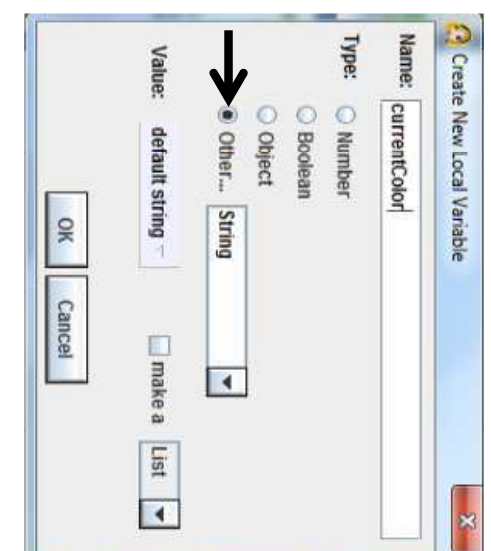 Create New Local Variable
Name: currentColor
Type: Number
Boolean
Object
Other... String
Value: default string make a List
OK Cancel